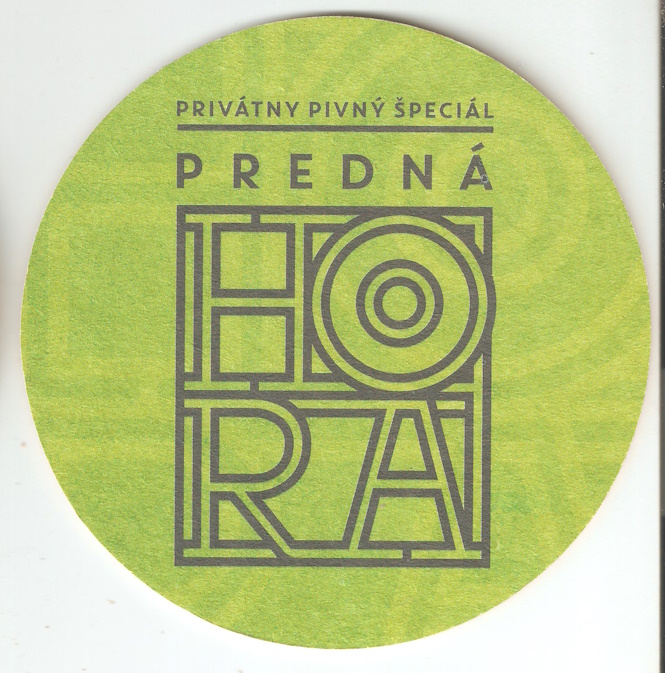 PRIVÁTNY PIVNÝ ŠPECIÁL
PREDNÁ
HO
RA